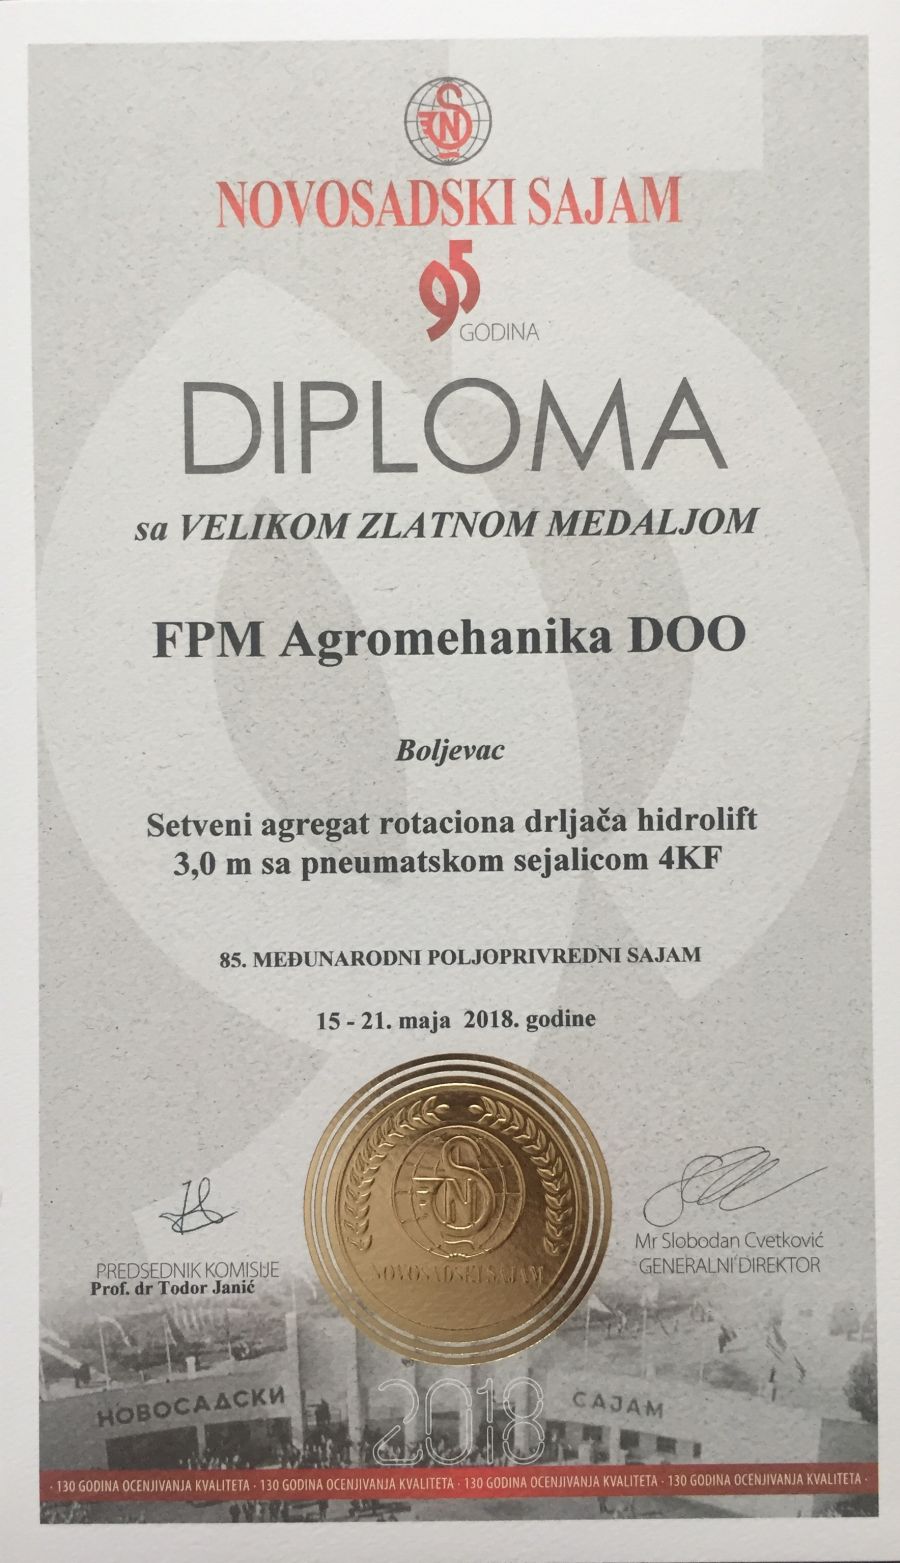 NOVOSADSKI SAJAM
95
GODINA
DIPLOMA
sa VELIKOM ZLATNOM MEDALJOM
FPM Agromehanika DOO
Boljevac
Setveni agregat rotaciona drljača hidrolift
3,0 m sa pneumatskom sejalicom 4KF
85. MEĐUNARODNI POLJOPRIVREDNI SAJAM
15 - 21. maja 2018. godine
NOVOSADSKI SAJAM
PREDSEDNIK KOMISIJE
Prof. dr Todor Janić
Mr Slobodan Cvetković
GENERALNI DIREKTOR
НОВОСАДСКИ САЈАМ
2018
· 130 GODINA OCENJIVANJA KVALITETA · 130 GODINA OCENJIVANJA KVALITETA · 130 GODINA OCENJIVANJA KVALITETA · 130 GODINA OCENJIVANJA KVALITETA ·